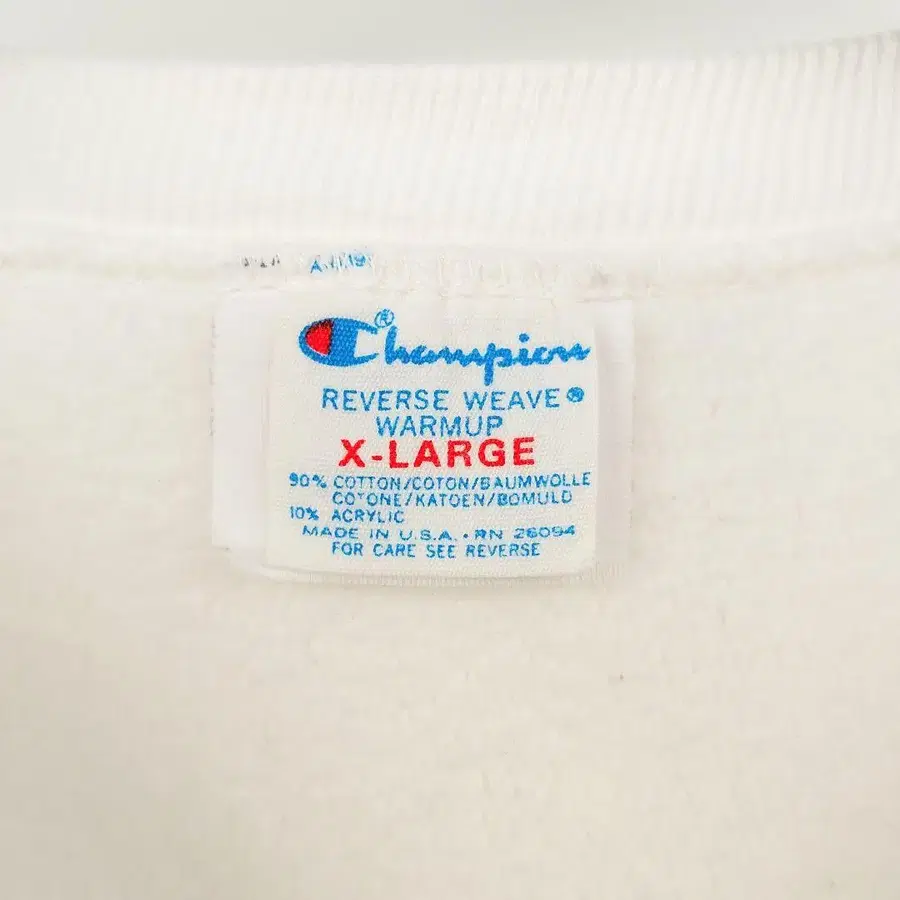 Champion®
REVERSE WEAVE®
WARMUP
X-LARGE
90% COTTON/COTON/BAUMWOLLE
COTONE/KATOEN/BOMULD
10% ACRYLIC
MADE IN U.S.A. • RN 26094
FOR CARE SEE REVERSE